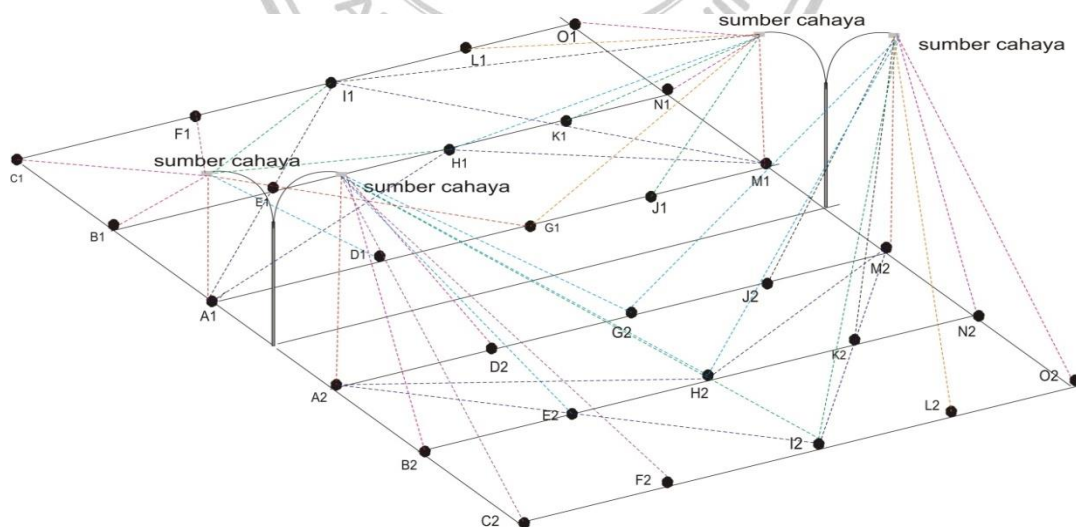 sumber cahaya
O1
sumber cahaya
L1
I1
N1
F1
K1
H1
C1
sumber cahaya
M1
sumber cahaya
E1
J1
B1
G1
D1
M2
A1
J2
G2
N2
K2
D2
O2
A2
H2
E2
L2
I2
B2
F2
C2